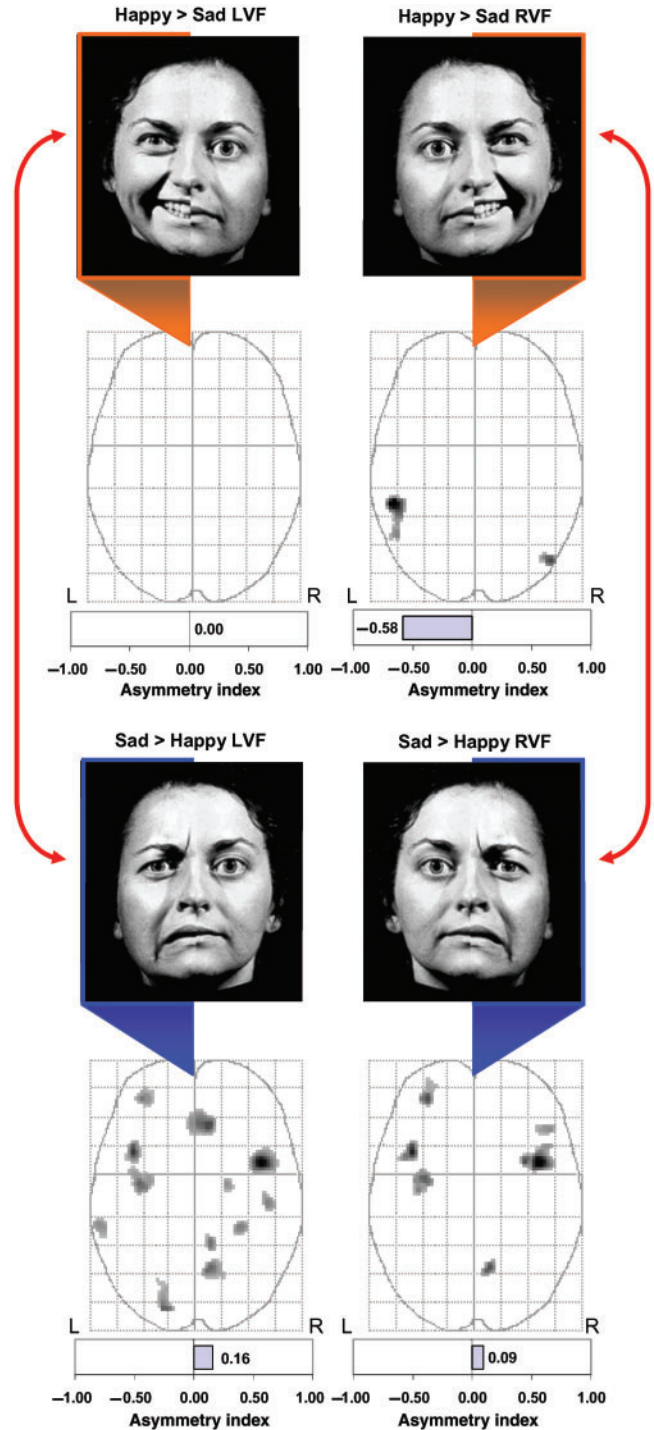 Happy > Sad LVF
Happy > Sad RVF
L R
L R
0.00
−0.58
−1.00 −0.50 0.00 0.50 1.00
−1.00 −0.50 0.00 0.50 1.00
Asymmetry index
Asymmetry index
Sad > Happy LVF
Sad > Happy RVF
L R
L R
0.16
0.09
−1.00 −0.50 0.00 0.50 1.00
−1.00 −0.50 0.00 0.50 1.00
Asymmetry index
Asymmetry index